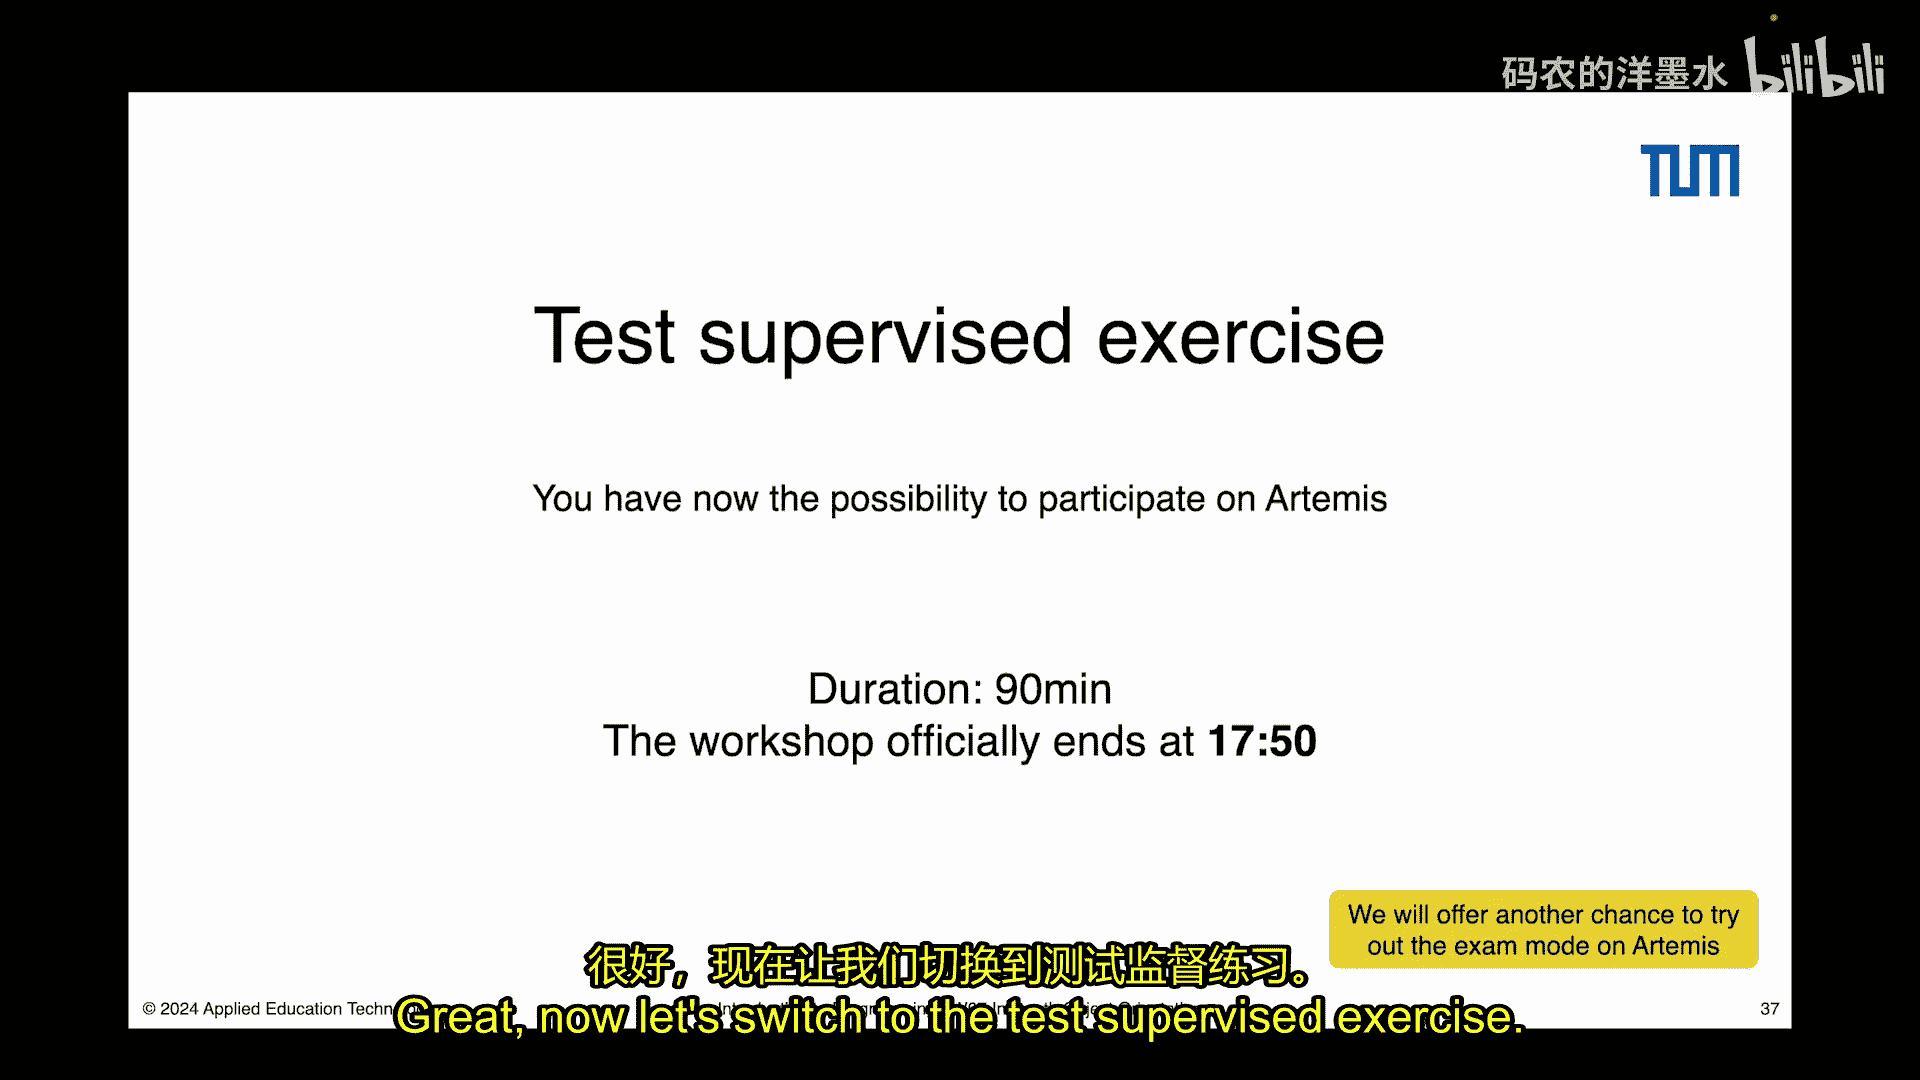 码农的洋墨水 bilibili
TUM
Test supervised exercise
You have now the possibility to participate on Artemis
Duration: 90min
The workshop officially ends at 17:50
We will offer another chance to try
out the exam mode on Artemis
很好，现在让我们切换到测试监督练习。
Great, now let's switch to the test supervised exercise.
© 2024 Applied Education
37